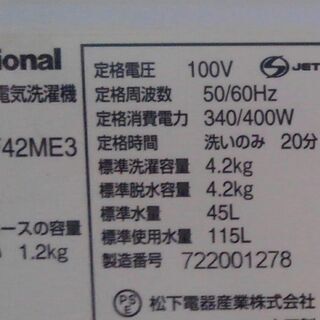 ional
電気洗濯機
42ME3
ースの容量
1.2kg
定格電圧 100V JET
定格周波数 50/60Hz
定格消費電力 340/400W
定格時間 洗いのみ 20分
標準洗濯容量 4.2kg
標準脱水容量 4.2kg
標準水量 45L
標準使用水量 115L
製造番号 722001278
PSE 松下電器産業株式会